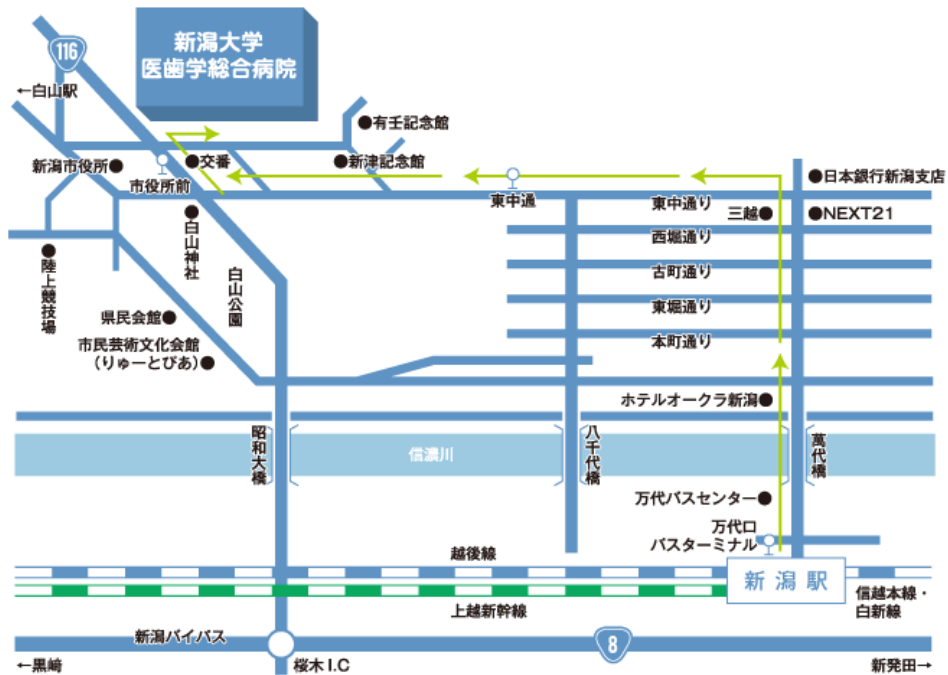 116
新潟大学
医歯学総合病院
←白山駅
有壬記念館
新潟市役所
交番
新津記念館
市役所前
東中通
日本銀行新潟支店
東中通り
三越
NEXT21
白山神社
西堀通り
陸上競技場
白山公園
古町通り
東堀通り
県民会館
本町通り
市民芸術文化会館
(りゅーとぴあ)
ホテルオークラ新潟
昭和大橋
信濃川
八千代橋
萬代橋
万代バスセンター
万代口
バスターミナル
越後線
新潟駅
信越本線・
白新線
上越新幹線
新潟バイパス
8
←黒崎
桜木I.C
新発田→